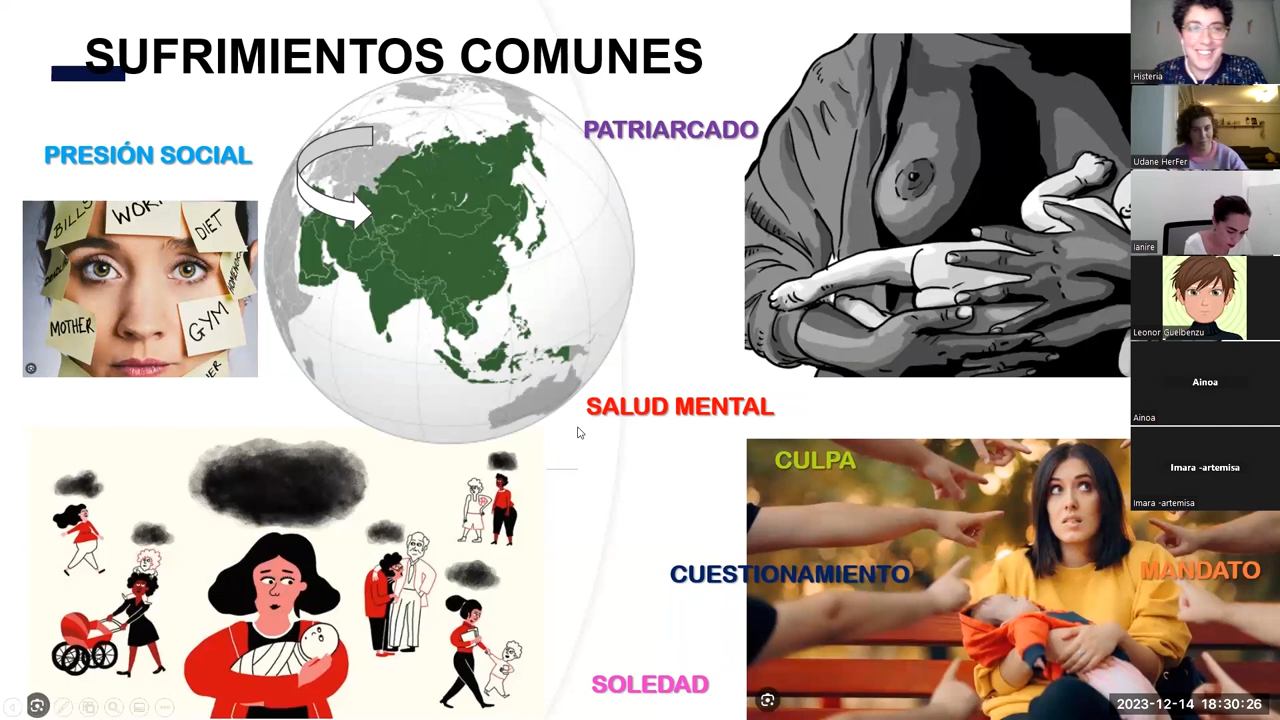 SUFRIMIENTOS COMUNES
PRESIÓN SOCIAL
PATRIARCADO
BILLS
WORK
DIET
MOTHER
GYM
SALUD MENTAL
CULPA
CUESTIONAMIENTO
MANDATO
SOLEDAD
Histeria
Udane HerFer
Ianire
Leonor Guelbenzu
Ainoa
Ainoa
Imara -artemisa
Imara -artemisa
2023-12-14 18:30:26